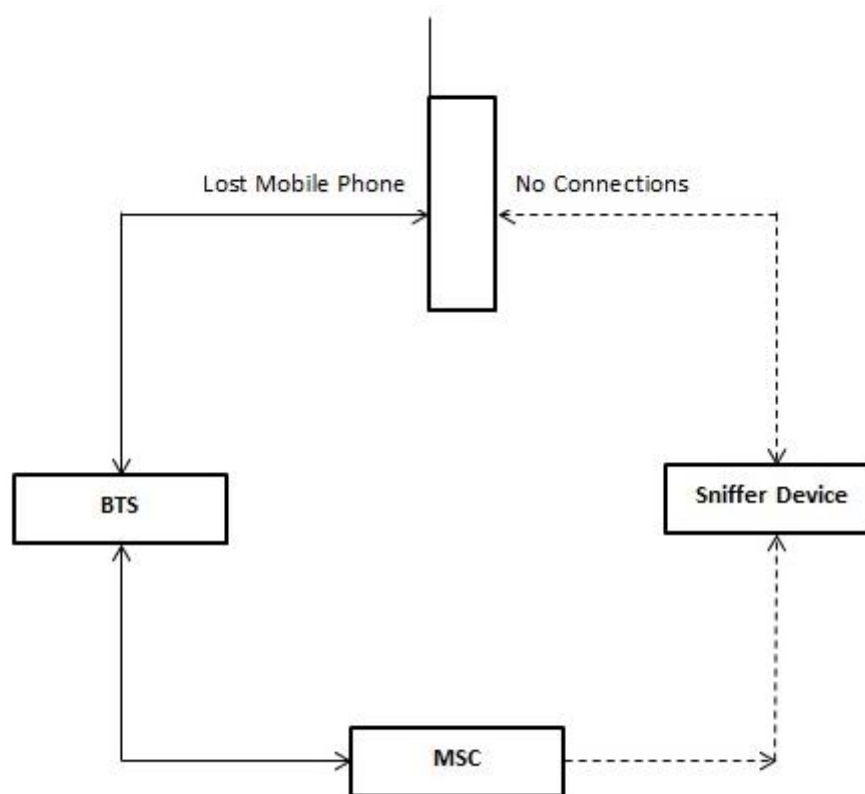 Lost Mobile Phone
No Connections
BTS
Sniffer Device
MSC